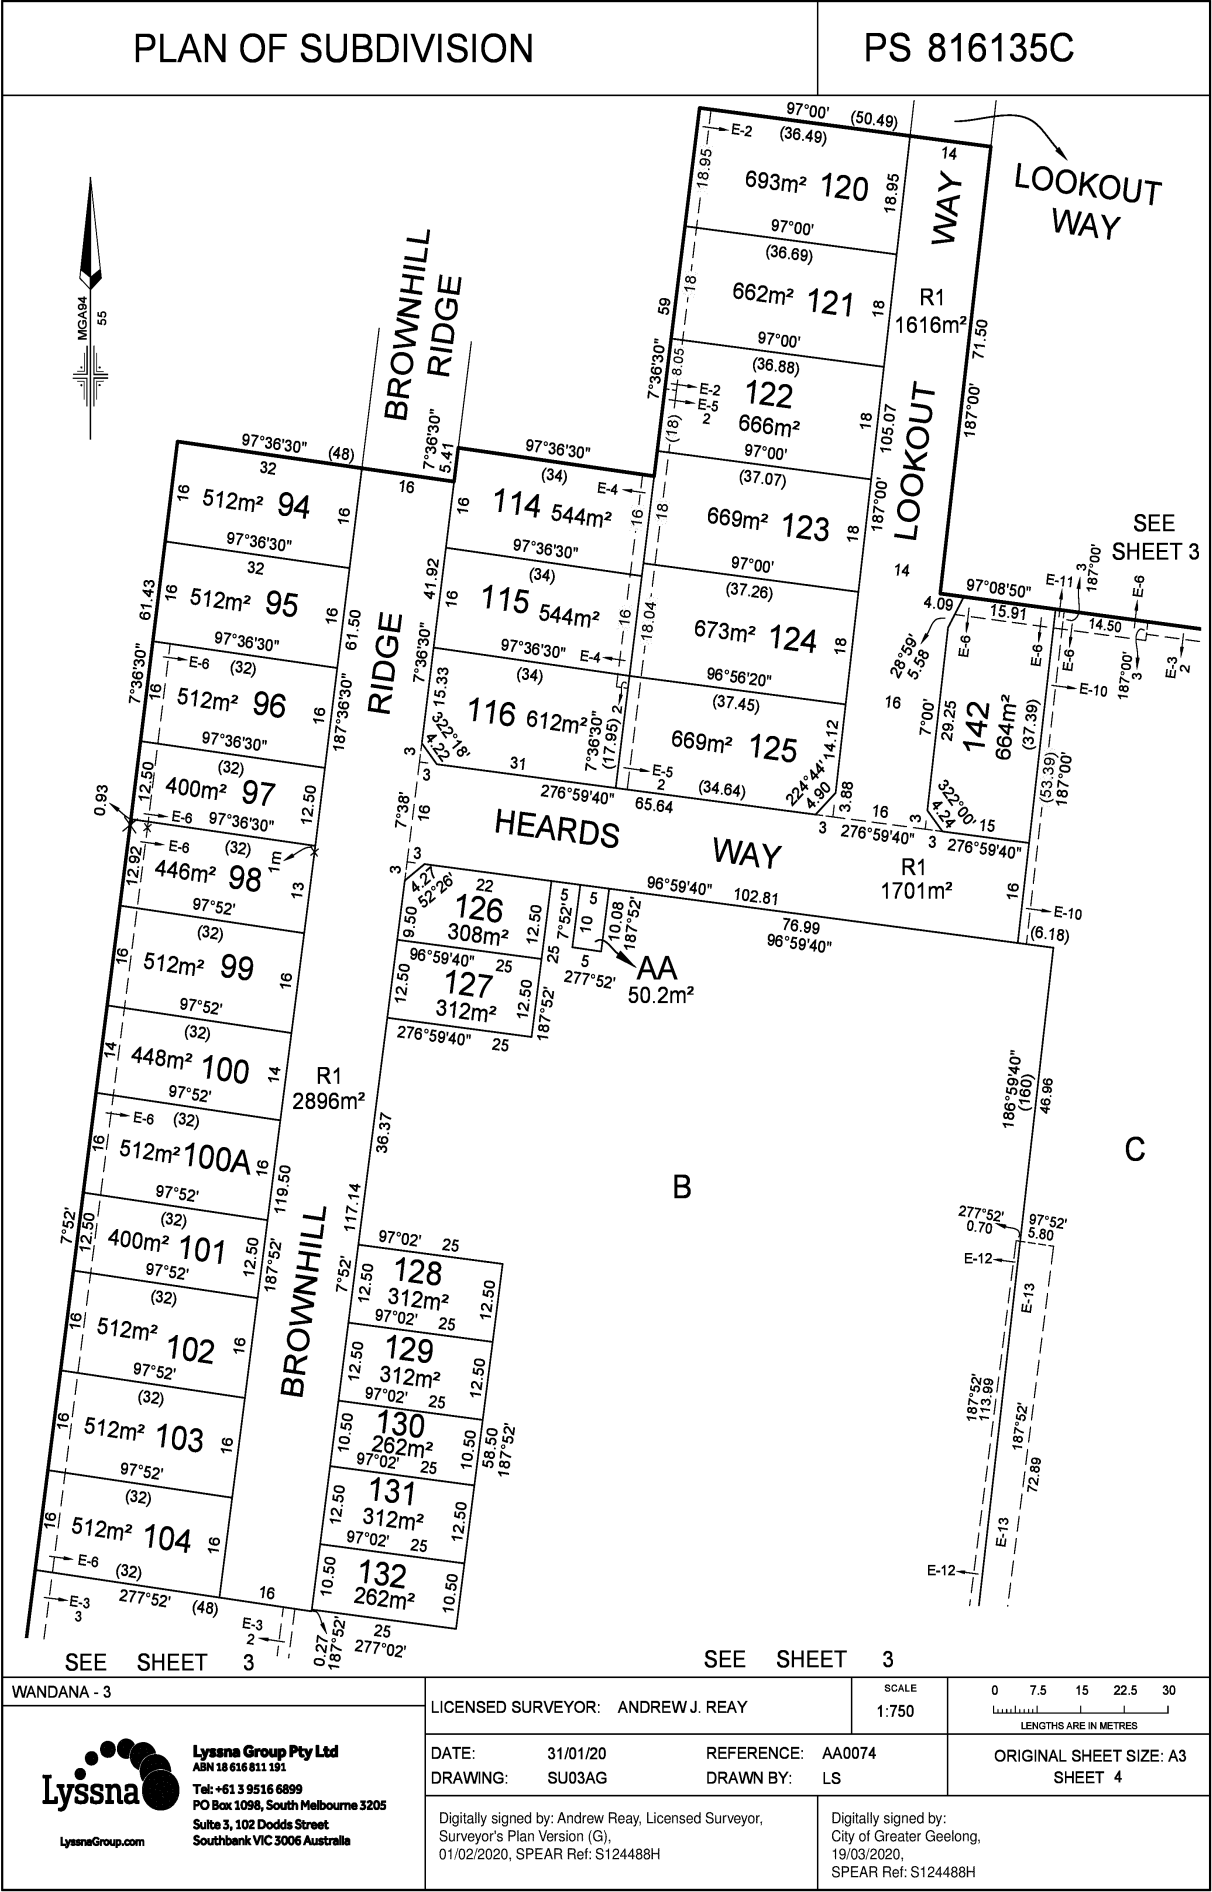 PLAN OF SUBDIVISION
PS 816135C
97°00'
(50.49)
E-2
(36.49)
14
LOOKOUT
WAY
18.95
693m² 120
18.95
WAY
97°00'
(36.69)
18
662m² 121
18
R1
1616m²
59
7°36'30"
97°00'
(36.88)
71.50
187°00'
MGA94
55
BROWNHILL
RIDGE
8.05
E-2
E-5
2
122
666m²
(18)
18
105.07
187°00'
LOOKOUT
97°00'
(37.07)
97°36'30"
(48)
7°36'30"
5.41
97°36'30"
32
16
512m² 94
16
16
(34)
E-4
16
114 544m²
16
18
669m² 123
18
97°00'
(37.26)
14
SEE
SHEET 3
97°36'30"
32
16
512m² 95
16
61.43
7°36'30"
61.50
187°36'30"
RIDGE
41.92
7°36'30"
97°36'30"
(34)
16
115 544m²
16
18.04
673m² 124
18
97°08'50"
E-11
3
187°00'
E-6
4.09
15.91
14.50
28°59'
5.58
E-6
E-6
E-6
187°00'
3
E-3
2
97°36'30"
E-6
(32)
16
512m² 96
16
97°36'30"
E-4
(34)
15.33
116 612m²
2
7°36'30"
(17.95)
96°56'20"
(37.45)
669m² 125
14.12
16
7°00'
29.25
142
664m²
(37.39)
E-10
(53.39)
187°00'
97°36'30"
(32)
12.50
400m² 97
12.50
0.93
E-6
97°36'30"
3
322°18'
4.22
3
31
276°59'40"
65.64
E-5
2
(34.64)
224°44'
4.90
3.88
3
16
276°59'40"
3
322°00'
4.24
3
15
276°59'40"
7°38'
16
HEARDS WAY
R1
1701m²
16
E-10
(6.18)
E-6
(32)
12.92
446m² 98
1m
13
97°52'
3
3
4.27
52°26'
22
96°59'40"
102.81
76.99
96°59'40"
9.50
126
308m²
12.50
5
7°52'
5
10
10.08
187°52'
5
277°52'
25
AA
50.2m²
(32)
16
512m² 99
16
97°52'
96°59'40"
25
12.50
127
312m²
12.50
187°52'
276°59'40"
25
(32)
14
448m² 100
14
97°52'
R1
2896m²
36.37
186°59'40"
(160)
46.96
E-6
(32)
16
512m² 100A
16
97°52'
119.50
187°52'
117.14
7°52'
B
C
7°52'
(32)
12.50
400m² 101
12.50
97°52'
BROWNHILL
97°02'
25
12.50
128
312m²
12.50
277°52'
0.70
97°52'
5.80
E-12
E-13
(32)
16
512m² 102
16
97°52'
97°02'
25
12.50
129
312m²
12.50
187°52'
113.99
187°52'
72.89
(32)
16
512m² 103
16
97°52'
97°02'
25
10.50
130
262m²
10.50
58.50
187°52'
97°02'
25
(32)
16
512m² 104
16
12.50
131
312m²
12.50
97°02'
25
E-13
E-12
E-6
(32)
277°52'
(48)
16
10.50
132
262m²
10.50
E-3
3
E-3
2
0.27
187°52'
25
277°02'
SEE SHEET 3
SEE SHEET 3
WANDANA - 3
LICENSED SURVEYOR: ANDREW J. REAY
SCALE
1:750
0 7.5 15 22.5 30
LENGTHS ARE IN METRES
Lyssna
LyssnaGroup.com
Lyssna Group Pty Ltd
ABN 18 616 811 191
Tel: +61 3 9516 6899
PO Box 1098, South Melbourne 3205
Suite 3, 102 Dodds Street
Southbank VIC 3006 Australia
DATE: 31/01/20
REFERENCE: AA0074
DRAWING: SU03AG
DRAWN BY: LS
ORIGINAL SHEET SIZE: A3
SHEET 4
Digitally signed by: Andrew Reay, Licensed Surveyor,
Surveyor's Plan Version (G),
01/02/2020, SPEAR Ref: S124488H
Digitally signed by:
City of Greater Geelong,
19/03/2020,
SPEAR Ref: S124488H